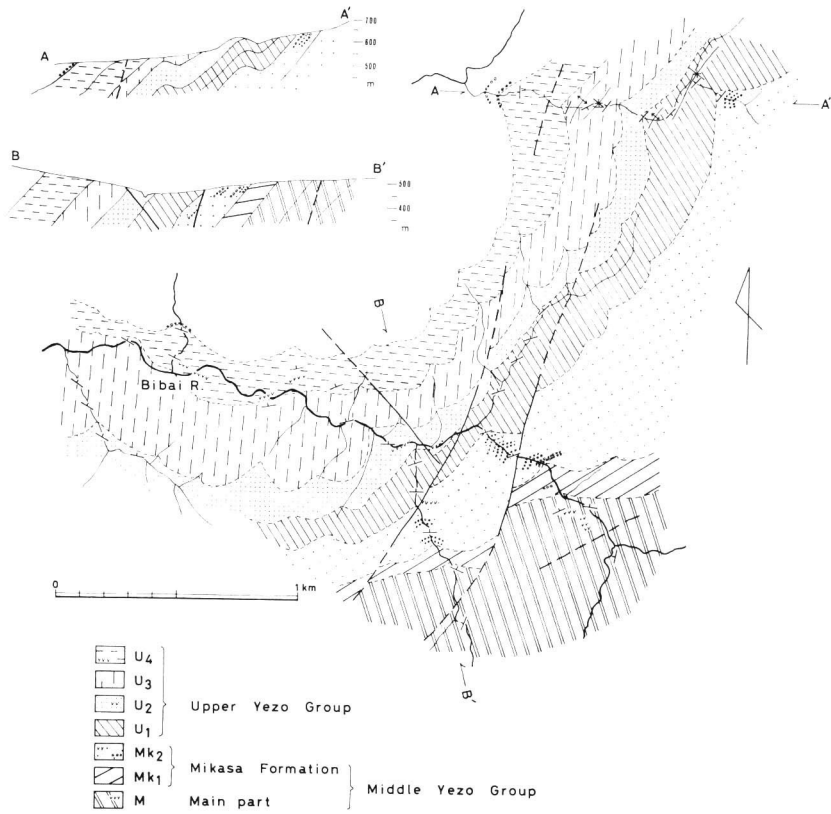 A A'
700
600
500
m
B B'
500
400
m
A A'
B
Bibai R.
0 1 km
B'
U4
U3
U2 Upper Yezo Group
U1
Mk2
Mk1 Mikasa Formation
M Main part Middle Yezo Group